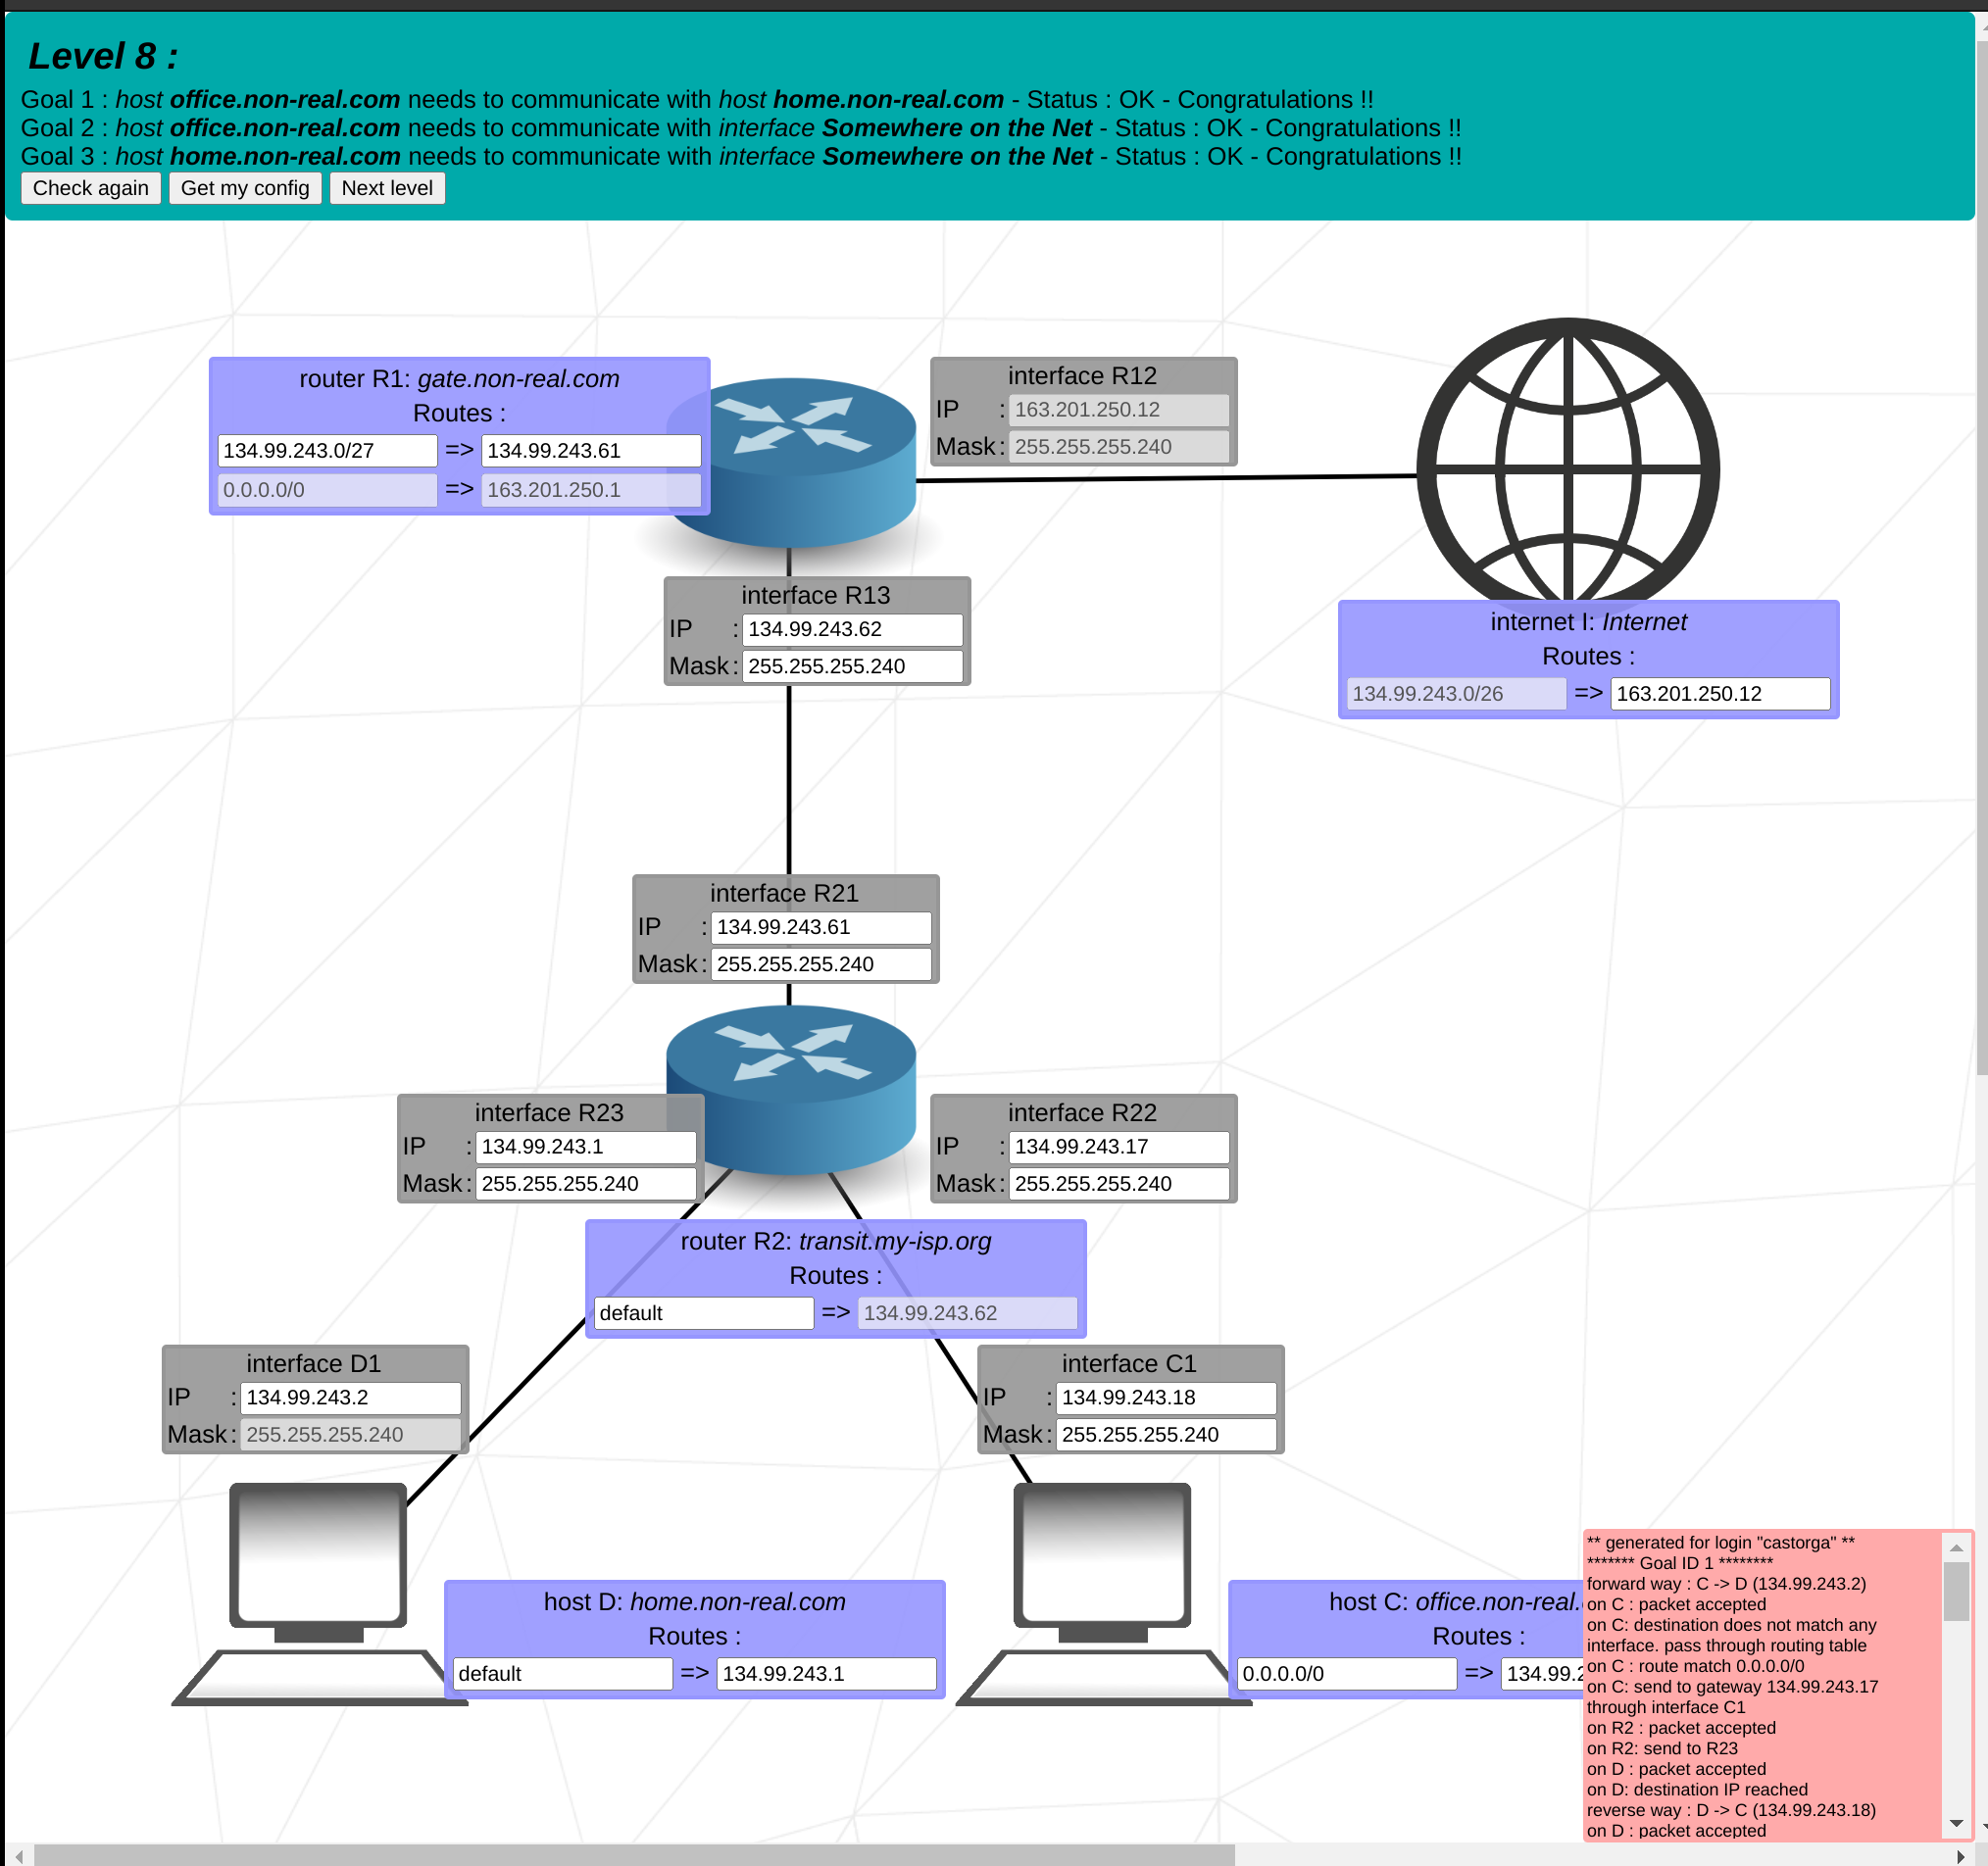 Level 8 :
Goal 1 : host office.non-real.com needs to communicate with host home.non-real.com - Status : OK - Congratulations !!
Goal 2 : host office.non-real.com needs to communicate with interface Somewhere on the Net - Status : OK - Congratulations !!
Goal 3 : host home.non-real.com needs to communicate with interface Somewhere on the Net - Status : OK - Congratulations !!
Check again Get my config Next level
router R1: gate.non-real.com
Routes :
134.99.243.0/27 => 134.99.243.61
0.0.0.0/0 => 163.201.250.1
interface R12
IP : 163.201.250.12
Mask : 255.255.255.240
interface R13
IP : 134.99.243.62
Mask : 255.255.255.240
internet I: Internet
Routes :
134.99.243.0/26 => 163.201.250.12
interface R21
IP : 134.99.243.61
Mask : 255.255.255.240
interface R23
IP : 134.99.243.1
Mask : 255.255.255.240
interface R22
IP : 134.99.243.17
Mask : 255.255.255.240
router R2: transit.my-isp.org
Routes :
default => 134.99.243.62
interface D1
IP : 134.99.243.2
Mask : 255.255.255.240
interface C1
IP : 134.99.243.18
Mask : 255.255.255.240
host D: home.non-real.com
Routes :
default => 134.99.243.1
host C: office.non-real.
Routes :
0.0.0.0/0 => 134.99.2
** generated for login "castorga" **
******* Goal ID 1 ********
forward way : C -> D (134.99.243.2)
on C : packet accepted
on C: destination does not match any
interface. pass through routing table
on C : route match 0.0.0.0/0
on C: send to gateway 134.99.243.17
through interface C1
on R2 : packet accepted
on R2: send to R23
on D : packet accepted
on D: destination IP reached
reverse way : D -> C (134.99.243.18)
on D : packet accepted